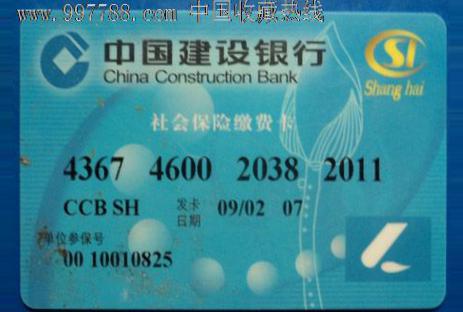 www.997788.com 中国收藏热线
中国建设银行
China Construction Bank
SI
Shang hai
社会保险缴费卡
4367 4600 2038 2011
CCB SH 发卡日期 09/02 07
单位参保号
00 10010825